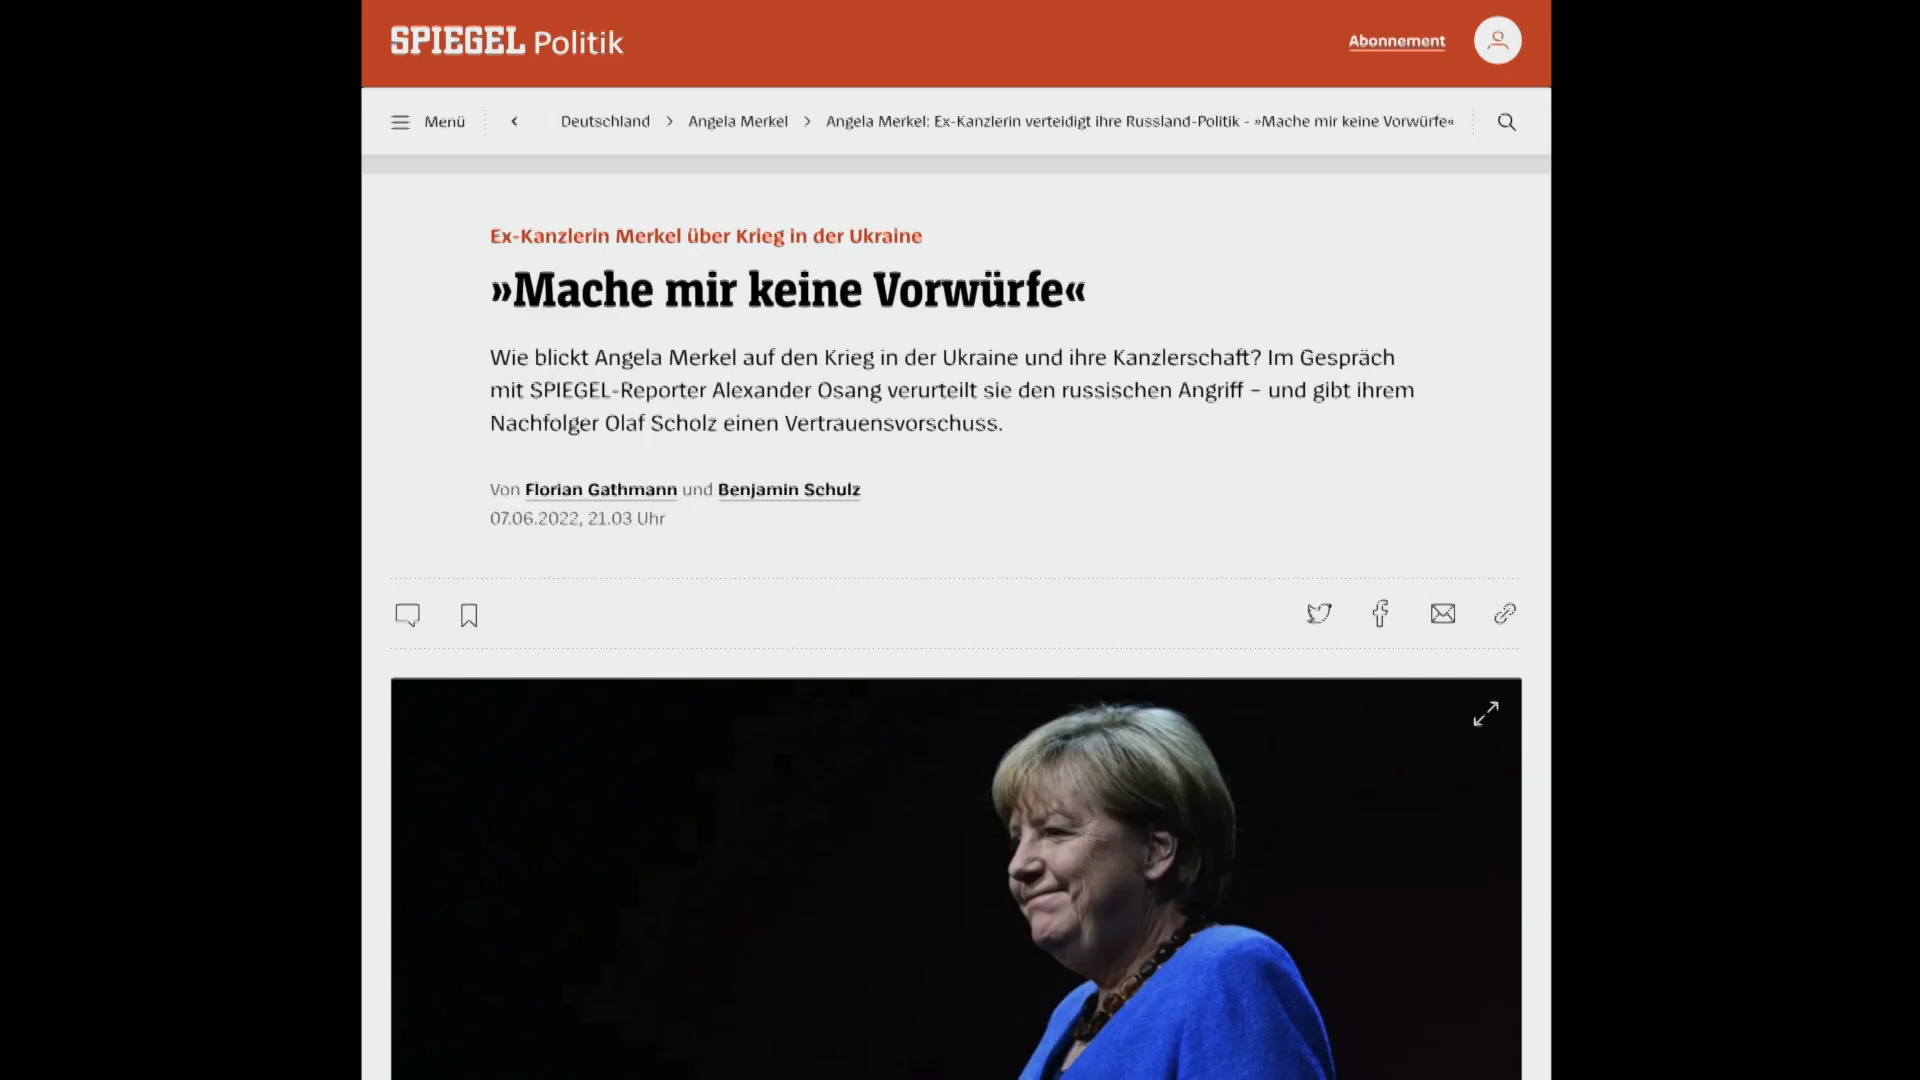 SPIEGEL Politik
Abonnement
Menü
Deutschland > Angela Merkel > Angela Merkel: Ex-Kanzlerin verteidigt ihre Russland-Politik - »Mache mir keine Vorwürfe«
Ex-Kanzlerin Merkel über Krieg in der Ukraine
»Mache mir keine Vorwürfe«
Wie blickt Angela Merkel auf den Krieg in der Ukraine und ihre Kanzlerschaft? Im Gespräch
mit SPIEGEL-Reporter Alexander Osang verurteilt sie den russischen Angriff – und gibt ihrem
Nachfolger Olaf Scholz einen Vertrauensvorschuss.
Von Florian Gathmann und Benjamin Schulz
07.06.2022, 21.03 Uhr